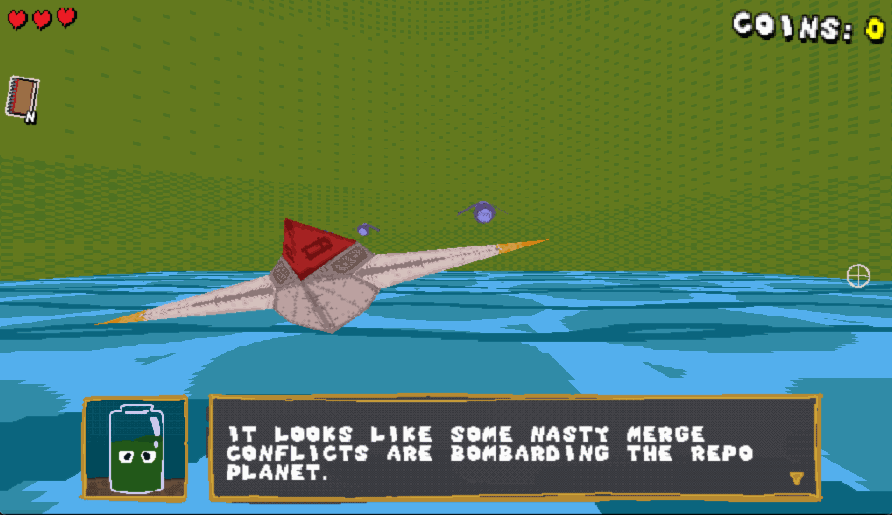 COINS: 0
N
IT LOOKS LIKE SOME NASTY MERGE
CONFLICTS ARE BOMBARDING THE REPO
PLANET.